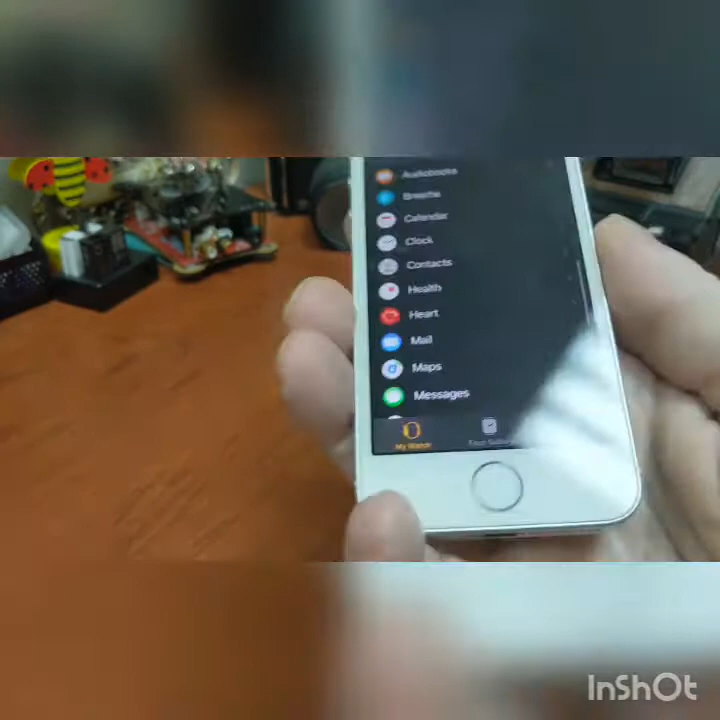 Audiobooks
Breathe
Calendar
Clock
Contacts
Health
Heart
Mail
Maps
Messages
My Watch
InShOt